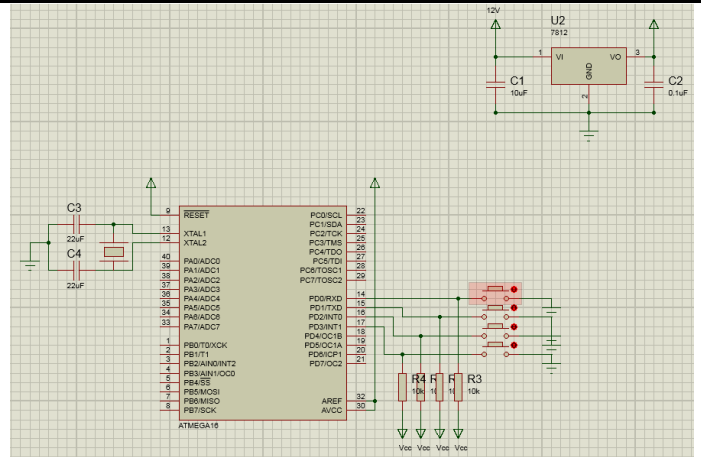 12V
U2
7812
1
VI
VO
3
GND
2
C1
10uF
C2
0.1uF
C3
22uF
C4
22uF
9
RESET
13
XTAL1
12
XTAL2
40
PA0/ADC0
39
PA1/ADC1
38
PA2/ADC2
37
PA3/ADC3
36
PA4/ADC4
35
PA5/ADC5
34
PA6/ADC6
33
PA7/ADC7
1
PB0/T0/XCK
2
PB1/T1
3
PB2/AIN0/INT2
4
PB3/AIN1/OC0
5
PB4/SS
6
PB5/MOSI
7
PB6/MISO
8
PB7/SCK
PC0/SCL
22
PC1/SDA
23
PC2/TCK
24
PC3/TMS
25
PC4/TDO
26
PC5/TDI
27
PC6/TOSC1
28
PC7/TOSC2
29
PD0/RXD
14
PD1/TXD
15
PD2/INT0
16
PD3/INT1
17
PD4/OC1B
18
PD5/OC1A
19
PD6/ICP1
20
PD7/OC2
21
AREF
32
AVCC
30
ATMEGA16
R4
10k
R3
10k
Vcc
Vcc
Vcc
Vcc